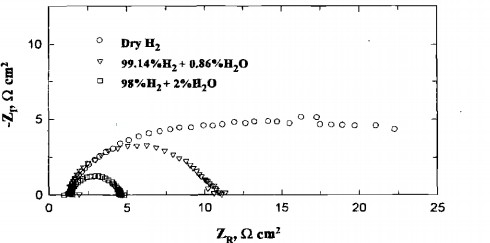 10
5
0
-Z_I, Ω cm²
Dry H₂
99.14%H₂ + 0.86%H₂O
98%H₂ + 2%H₂O
0 5 10 15 20 25
Z_R, Ω cm²